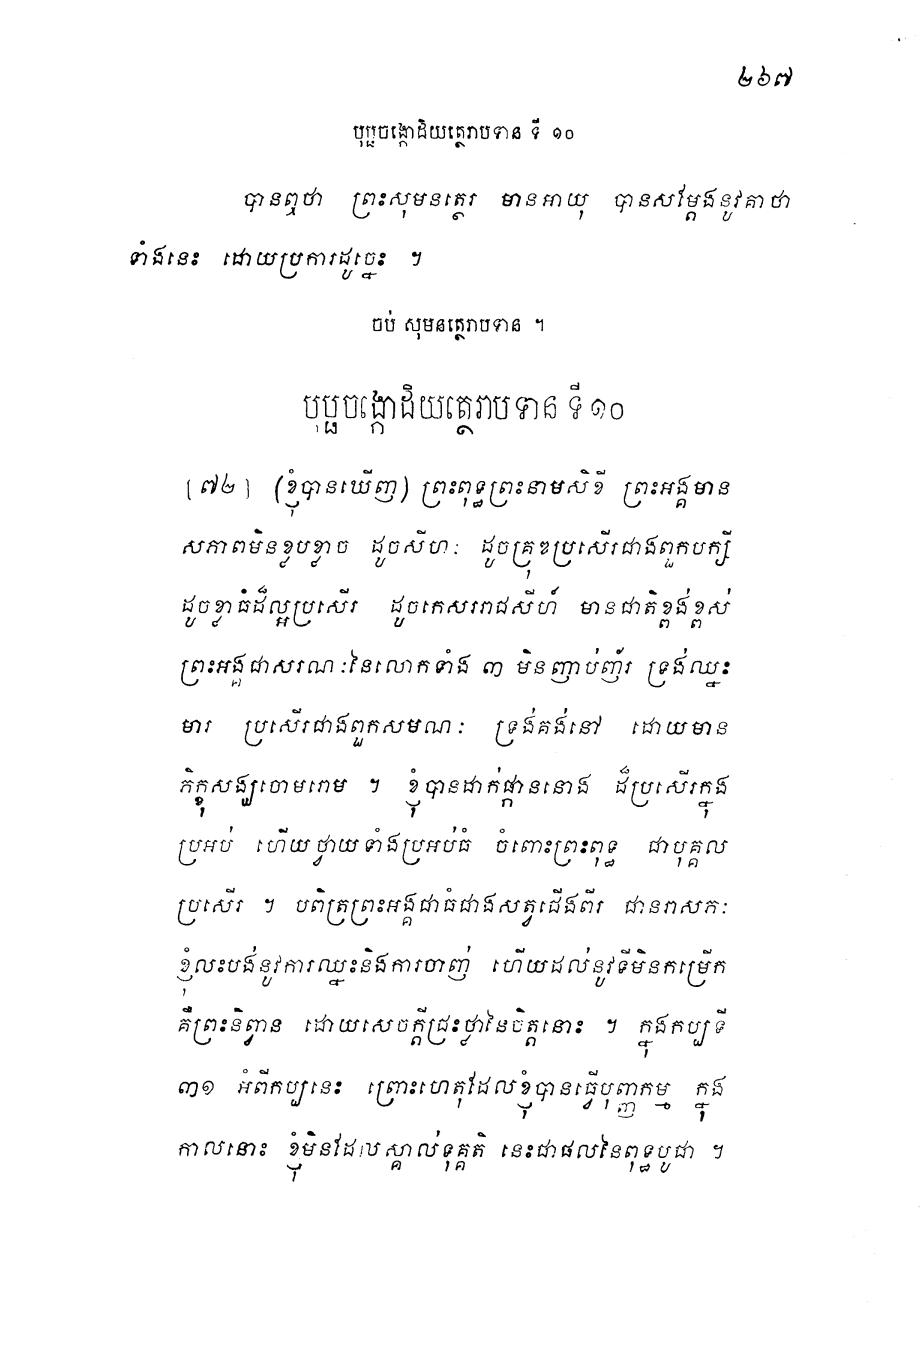 ២៦៧
បុប្ផចង្កោដិយត្ថេរាបទាន ទី ១០
បានឮថា ព្រះសុមនត្ថេរ មានអាយុ បានសម្តែងនូវគាថា
ទាំងនេះ ដោយប្រការដូច្នេះ ។
ចប់ សុមនត្ថេរាបទាន ។
បុប្ផចង្កោដិយត្ថេរាបទាន ទី១០
[៧២] (ខ្ញុំបានឃើញ) ព្រះពុទ្ធព្រះនាមសិខី ព្រះអង្គមាន
សភាពមិនខ្លបខ្លាច ដូចសីហៈ ដូចគ្រុឌប្រសើរជាងពួកបក្សី
ដូចខ្លាធំដ៏ល្អប្រសើរ ដូចកេសររាជសីហ៍ មានជាតិខ្ពង់ខ្ពស់
ព្រះអង្គជាសរណៈនៃលោកទាំង ៣ មិនញាប់ញ័រ ទ្រង់ឈ្នះ
មារ ប្រសើរជាងពួកសមណៈ ទ្រង់គង់នៅ ដោយមាន
ភិក្ខុសង្ឃចោមរោម ។ ខ្ញុំបានដាក់ផ្កាននោង ដ៏ប្រសើរក្នុង
ប្រអប់ ហើយថ្វាយទាំងប្រអប់ធំ ចំពោះព្រះពុទ្ធ ជាបុគ្គល
ប្រសើរ ។ បពិត្រព្រះអង្គជាធំជាងសត្វជើងពីរ ជានរាសភៈ
ខ្ញុំលះបង់នូវការឈ្នះនិងការចាញ់ ហើយដល់នូវទីមិនកម្រើក
គឺព្រះនិព្វាន ដោយសេចក្តីជ្រះថ្លានៃចិត្តនោះ ។ ក្នុងកប្បទី
៣១ អំពីកប្បនេះ ព្រោះហេតុដែលខ្ញុំបានធ្វើបុញ្ញកម្ម ក្នុង
កាលនោះ ខ្ញុំមិនដែលស្គាល់ទុគ្គតិ នេះជាផលនៃពុទ្ធបូជា ។